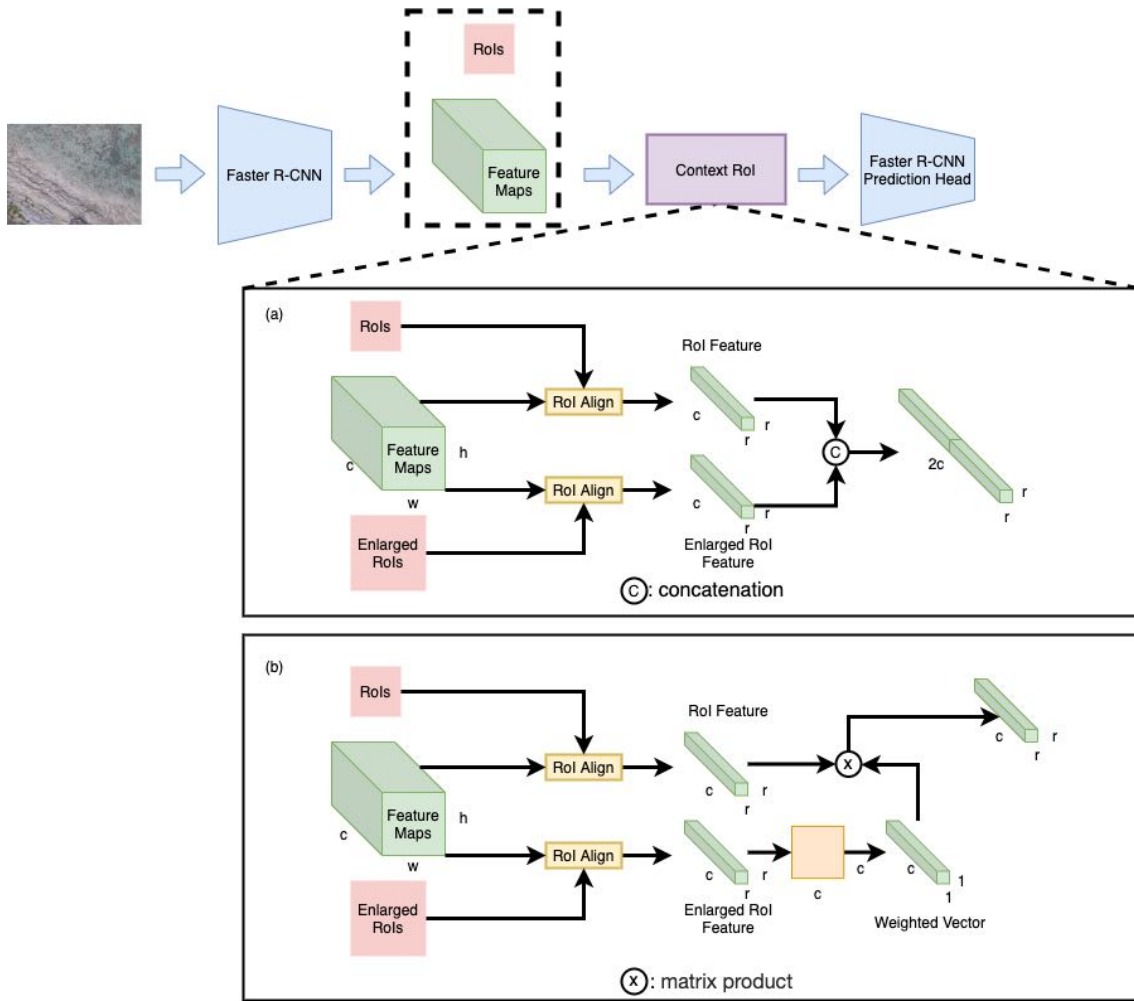 RoIs
Faster R-CNN
Feature
Maps
Context RoI
Faster R-CNN
Prediction Head
(a)
RoIs
RoI Feature
RoI Align
c
r
r
Feature
Maps
h
c
w
C
2c
r
r
RoI Align
c
r
r
Enlarged
RoIs
Enlarged RoI
Feature
C: concatenation
(b)
RoIs
RoI Feature
c
r
r
RoI Align
X
c
r
r
Feature
Maps
h
c
w
RoI Align
c
r
r
c
c
c
1
1
Enlarged
RoIs
Enlarged RoI
Feature
Weighted Vector
X: matrix product